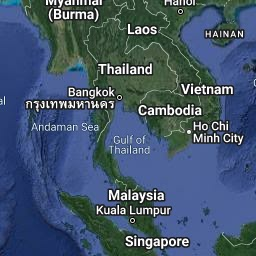 Myanmar
(Burma)
Hanoi
Laos
HAINAN
Thailand
Bangkok
กรุงเทพมหานคร
Vietnam
Cambodia
Andaman Sea
Ho Chi
Minh City
Gulf of
Thailand
Malaysia
Kuala Lumpur
Singapore